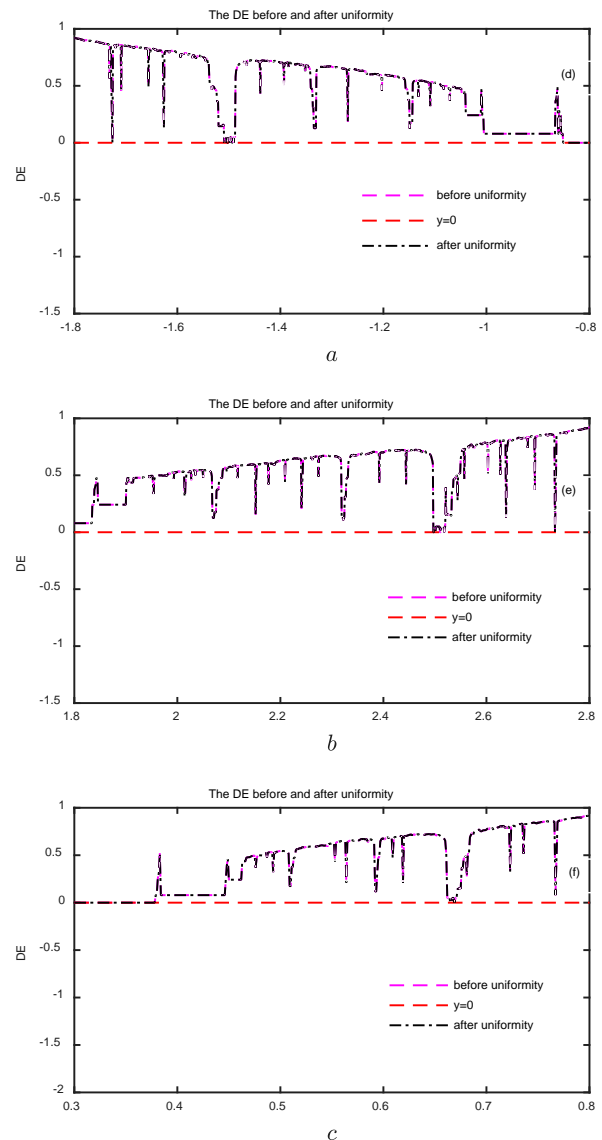 The DE before and after uniformity
1
(d)
0.5
0
DE
before uniformity
-0.5
y=0
after uniformity
-1
-1.5
-1.8 -1.6 -1.4 -1.2 -1 -0.8
a
The DE before and after uniformity
1
0.5
(e)
0
DE
-0.5
before uniformity
y=0
after uniformity
-1
-1.5
1.8 2 2.2 2.4 2.6 2.8
b
The DE before and after uniformity
1
0.5
(f)
0
DE
-0.5
before uniformity
-1
y=0
after uniformity
-1.5
-2
0.3 0.4 0.5 0.6 0.7 0.8
c